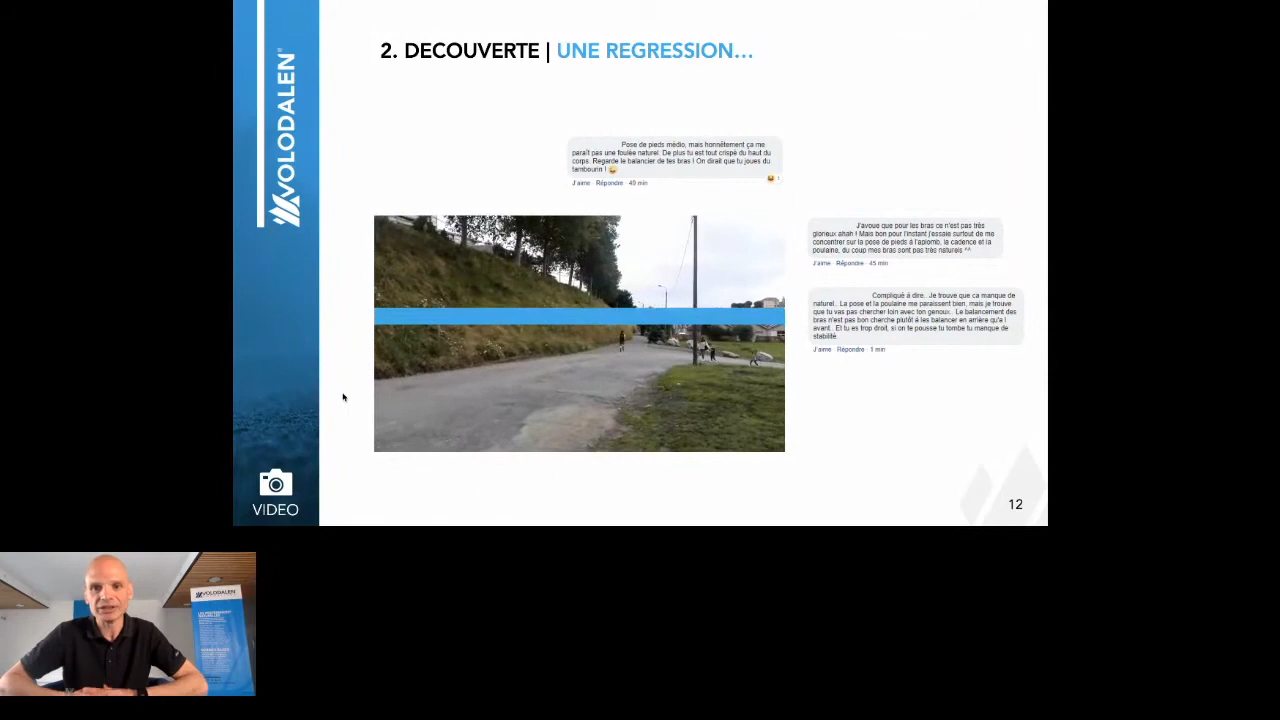 2. DECOUVERTE | UNE REGRESSION...
VOLODALEN®
Pose de pieds médio, mais honnêtement ça me
paraît pas une foulée naturel. De plus tu est tout crispé du haut du
corps. Regarde le balancier de tes bras ! On dirait que tu joues du
tambourin !
J'aime Répondre · 49 min
1
J'avoue que pour les bras ce n'est pas très
glorieux ahah ! Mais bon pour l'instant j'essaie surtout de me
concentrer sur la pose de pieds à l'aplomb, la cadence et la
poulaine, du coup mes bras sont pas très naturels ^^
J'aime Répondre · 45 min
Compliqué à dire.. Je trouve que ca manque de
naturel.. La pose et la poulaine me paraissent bien, mais je trouve
que tu vas pas chercher loin avec ton genoux.. Le balancement des
bras n'est pas bon cherche plutôt à les balancer en arrière qu'e l
avant.. Et tu es trop droit, si on te pousse tu tombe tu manque de
stabilité.
J'aime · Répondre · 1 min
VIDEO
12
VOLODALEN